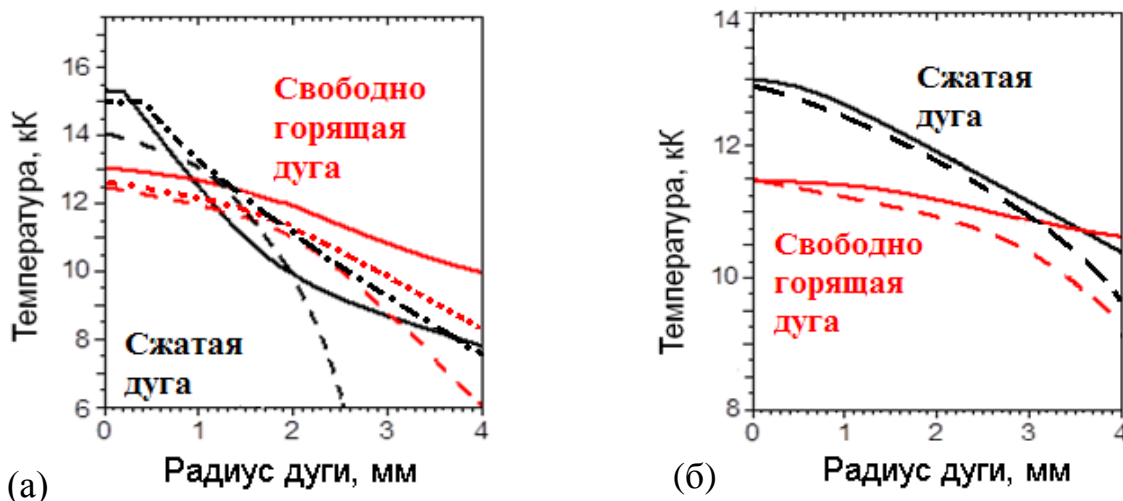 16
14
12
10
8
6
0
1
2
3
4
Температура, кК
Радиус дуги, мм
Свободно
горящая
дуга
Сжатая
дуга
(а)
14
12
10
8
0
1
2
3
4
Температура, кК
Радиус дуги, мм
Сжатая
дуга
Свободно
горящая
дуга
(б)